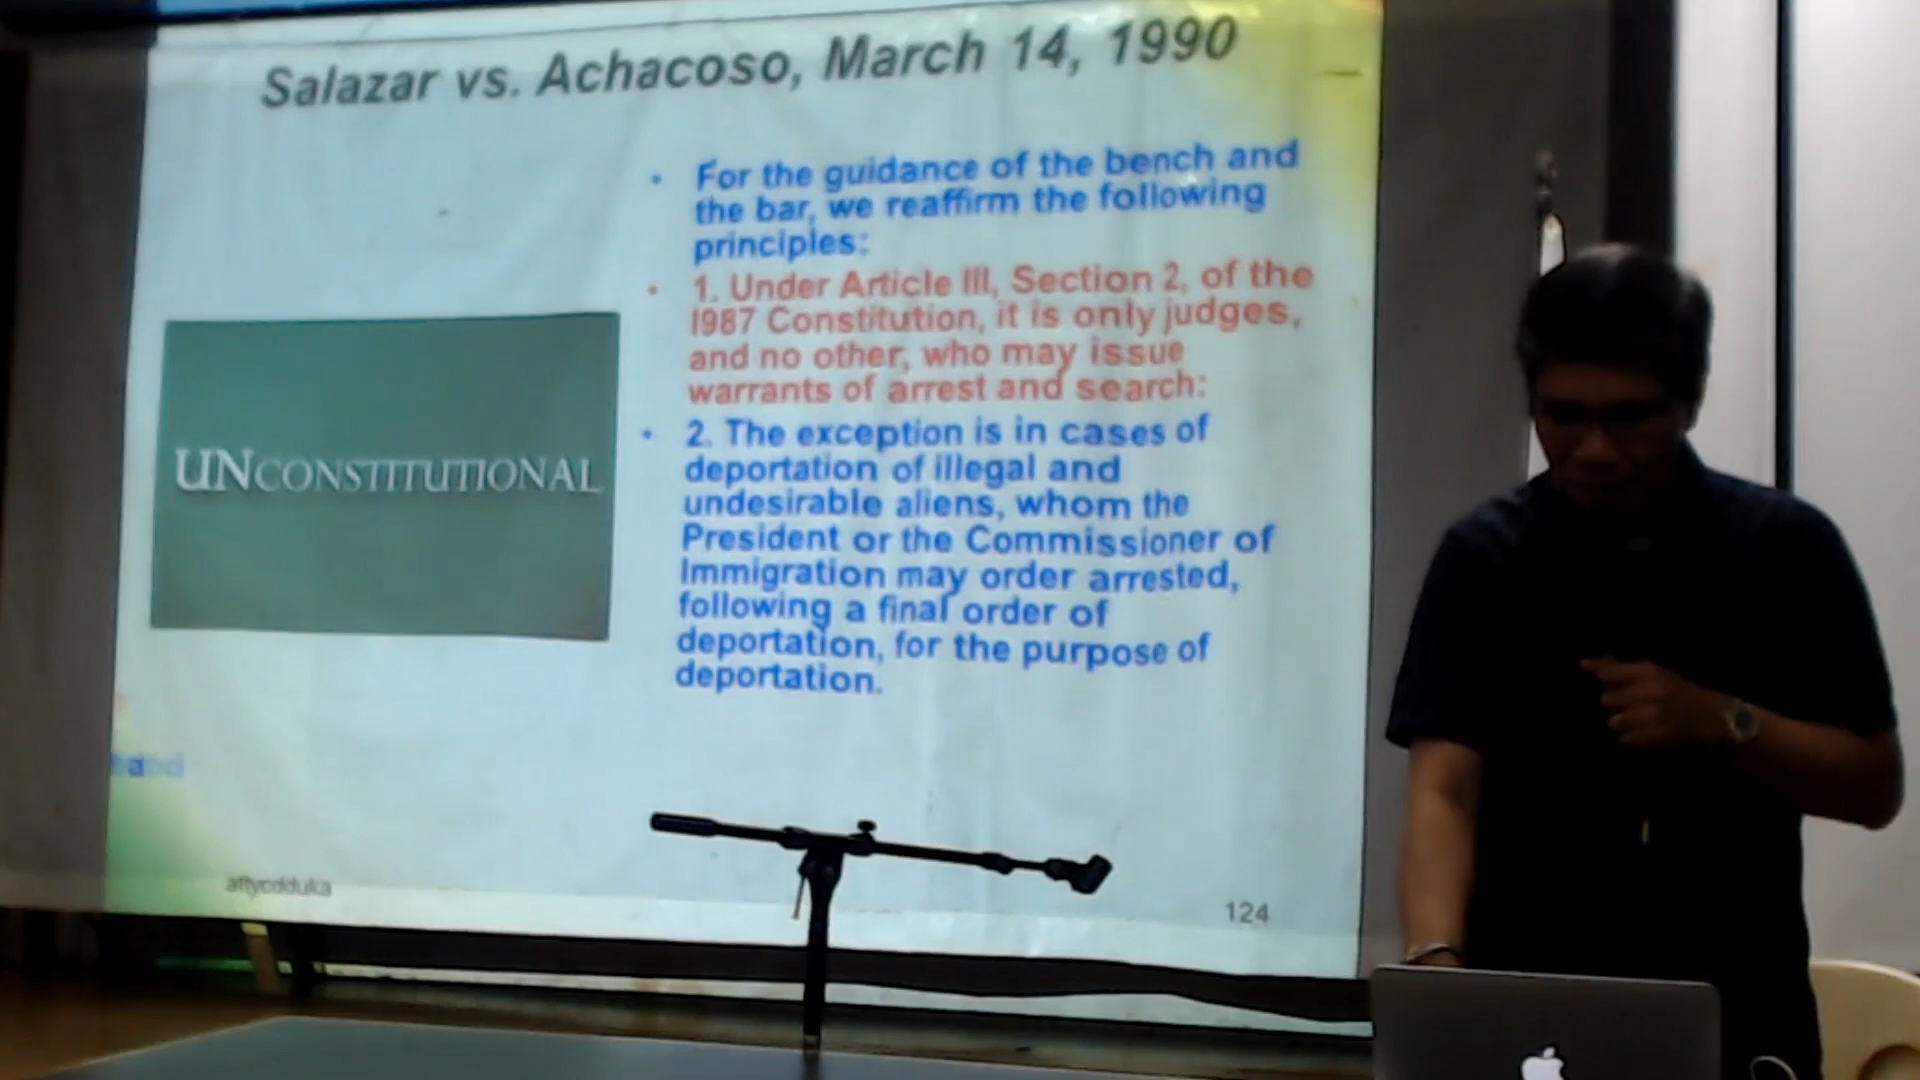 Salazar vs. Achacoso, March 14, 1990
• For the guidance of the bench and
the bar, we reaffirm the following
principles:
• 1. Under Article III, Section 2, of the
l987 Constitution, it is only judges,
and no other, who may issue
warrants of arrest and search:
• 2. The exception is in cases of
deportation of illegal and
undesirable aliens, whom the
President or the Commissioner of
Immigration may order arrested,
following a final order of
deportation, for the purpose of
deportation.
UNCONSTITUTIONAL
attycdduka
124